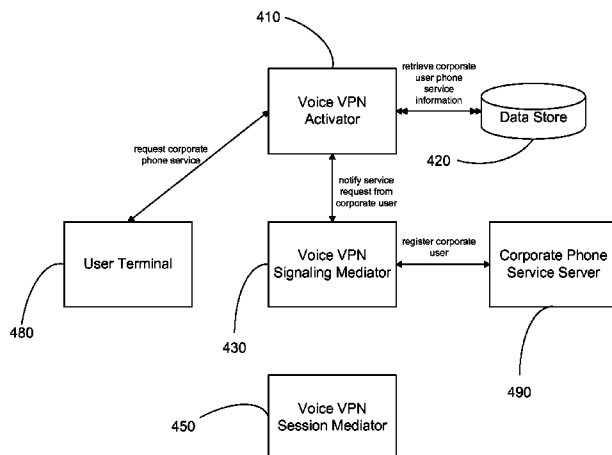 410
retrieve corporate
user phone
service
information
Voice VPN
Activator
Data Store
request corporate
phone service
420
notify service
request from
corporate user
User Terminal
Voice VPN
Signaling Mediator
register corporate
user
Corporate Phone
Service Server
480
430
490
450
Voice VPN
Session Mediator